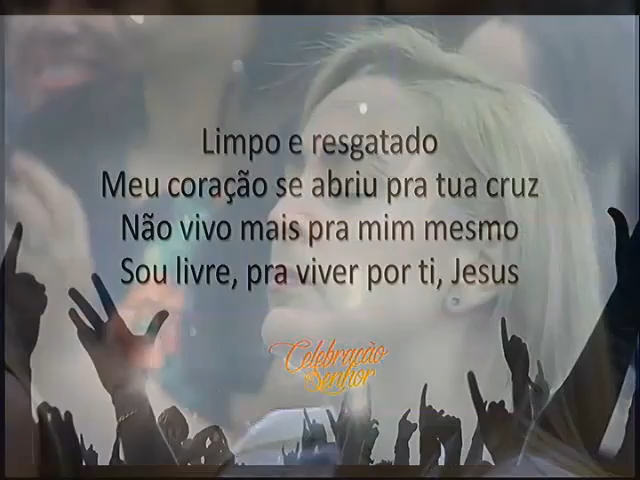 Limpo e resgatado
Meu coração se abriu pra tua cruz
Não vivo mais pra mim mesmo
Sou livre, pra viver por ti, Jesus
Celebração
Senhor